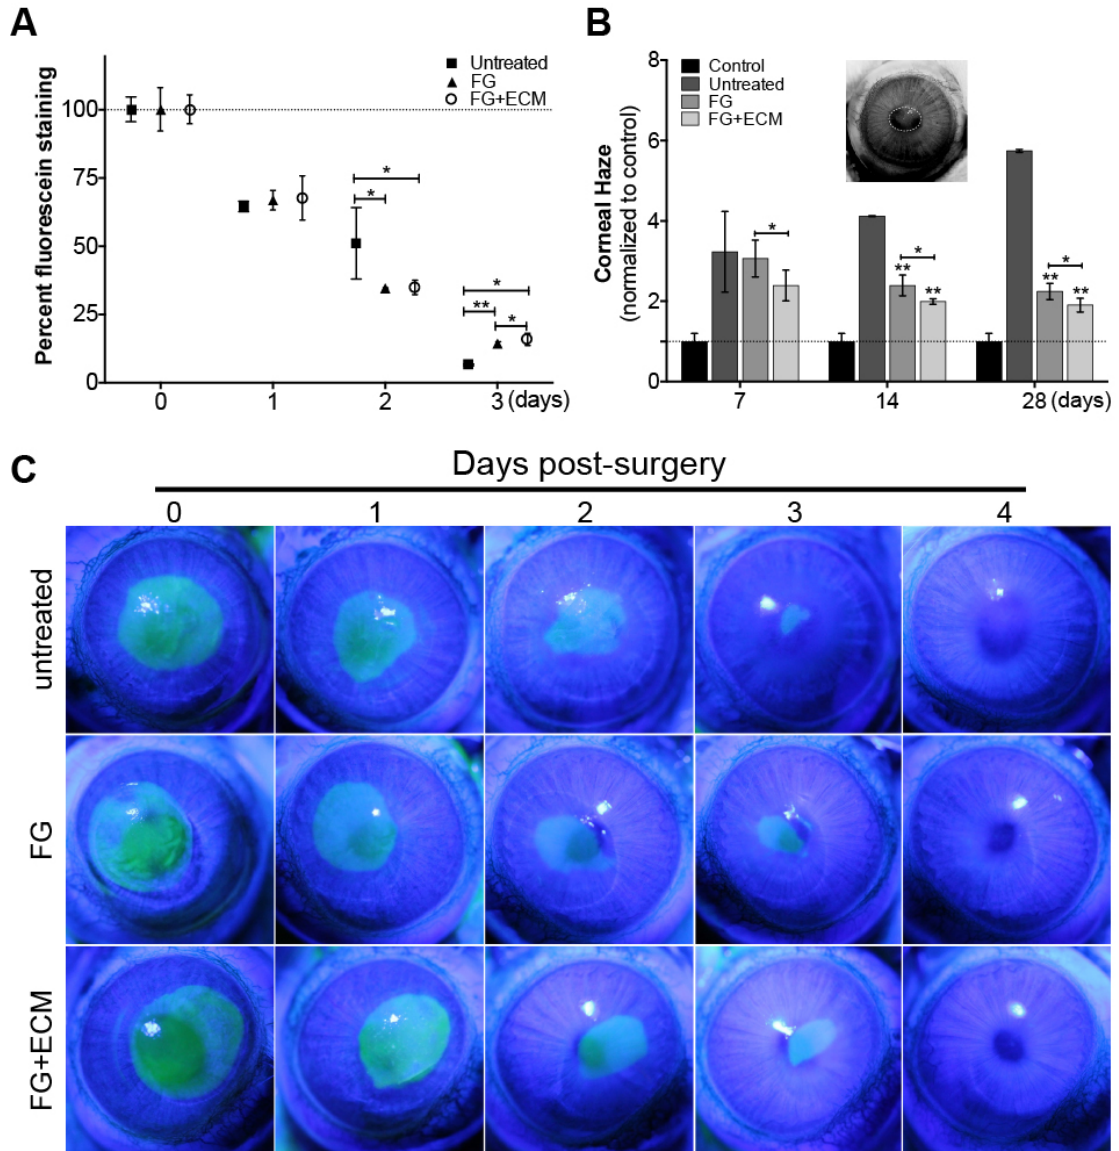 A
Percent fluorescein staining
100
75
50
25
0
Untreated
FG
FG+ECM
*
*
*
**
*
0 1 2 3 (days)
B
Corneal Haze
(normalized to control)
8
6
4
2
0
Control
Untreated
FG
FG+ECM
*
*
**
**
*
**
**
7 14 28 (days)
C
Days post-surgery
0 1 2 3 4
untreated
FG
FG+ECM